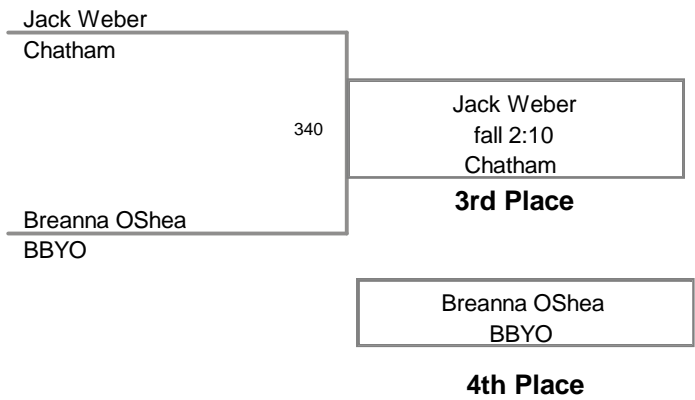 Jack Weber
Chatham
340
Jack Weber
fall 2:10
Chatham
3rd Place
Breanna OShea
BBYO
Breanna OShea
BBYO
4th Place